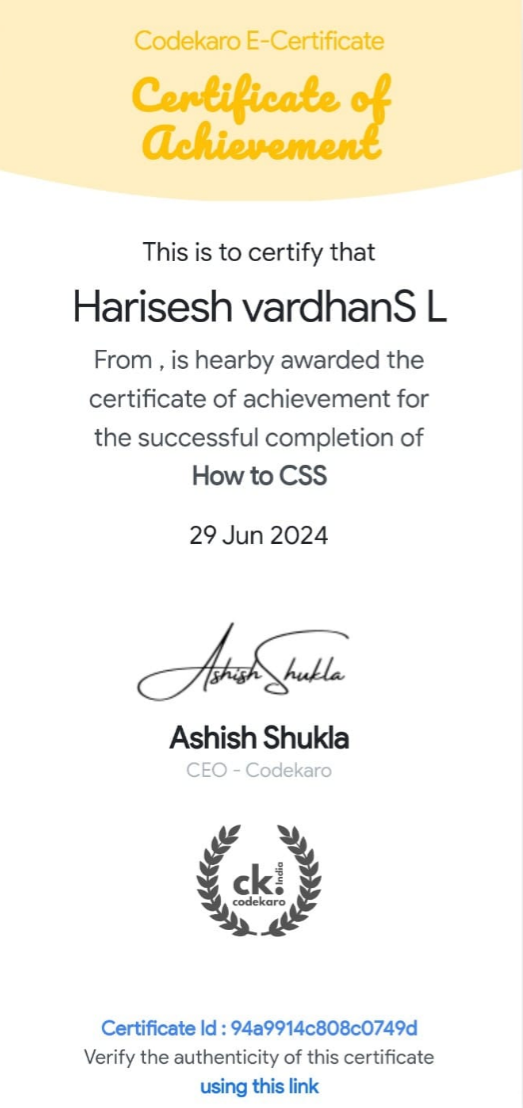 Codekaro E-Certificate
Certificate of
Achievement
This is to certify that
Harisesh vardhanS L
From , is hearby awarded the
certificate of achievement for
the successful completion of
How to CSS
29 Jun 2024
Ashish Shukla
Ashish Shukla
CEO - Codekaro
ck. India
codekaro
Certificate Id : 94a9914c808c0749d
Verify the authenticity of this certificate
using this link